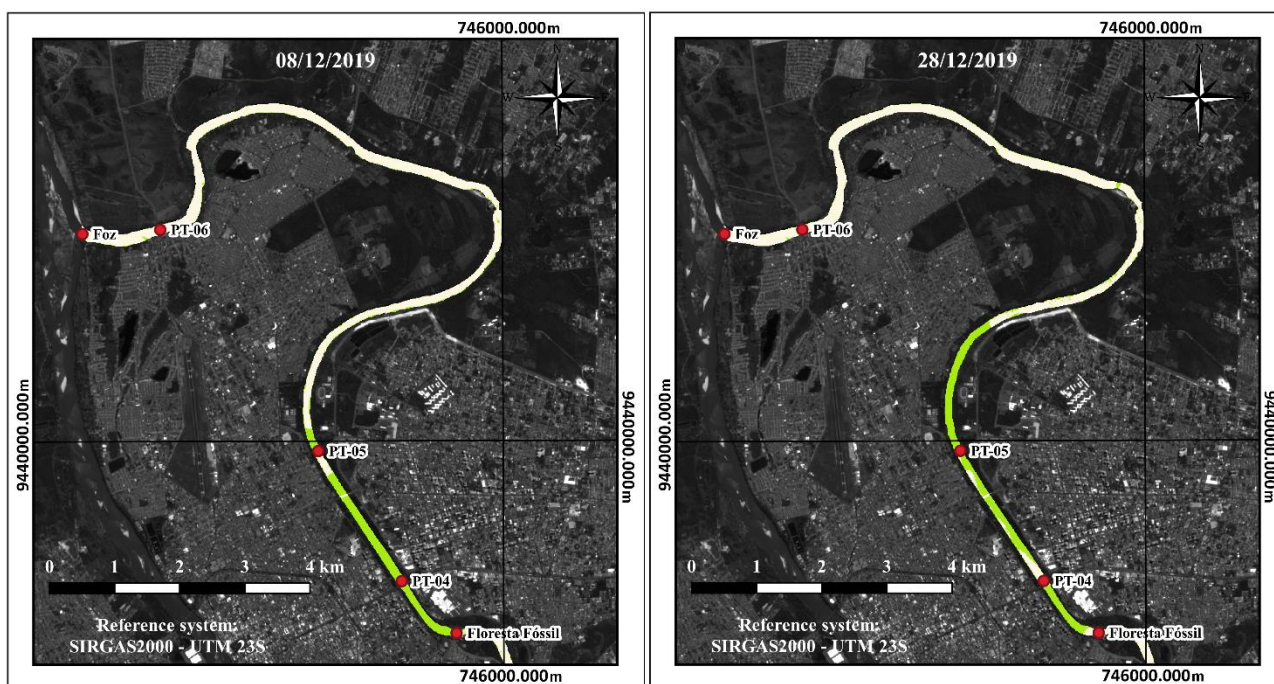 746000.000m
08/12/2019
N
W
E
S
Foz
PT-06
9440000.000m
9440000.000m
PT-05
0 1 2 3 4 km
PT-04
Reference system:
SIRGAS2000 - UTM 23S
Floresta Fóssil
746000.000m
746000.000m
28/12/2019
N
W
E
S
Foz
PT-06
9440000.000m
9440000.000m
PT-05
0 1 2 3 4 km
PT-04
Reference system:
SIRGAS2000 - UTM 23S
Floresta Fóssil
746000.000m